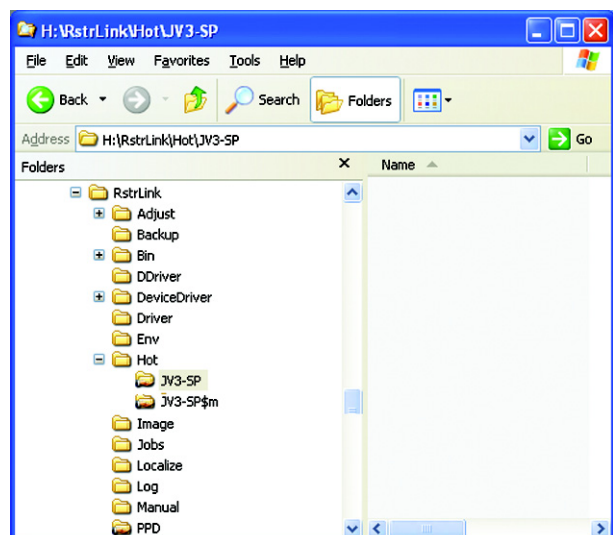 H:\RstrLink\Hot\JV3-SP
File Edit View Favorites Tools Help
Back Search Folders
Address H:\RstrLink\Hot\JV3-SP Go
Folders × Name
RstrLink
Adjust
Backup
Bin
DDriver
DeviceDriver
Driver
Env
Hot
JV3-SP
JV3-SP$m
Image
Jobs
Localize
Log
Manual
PPD